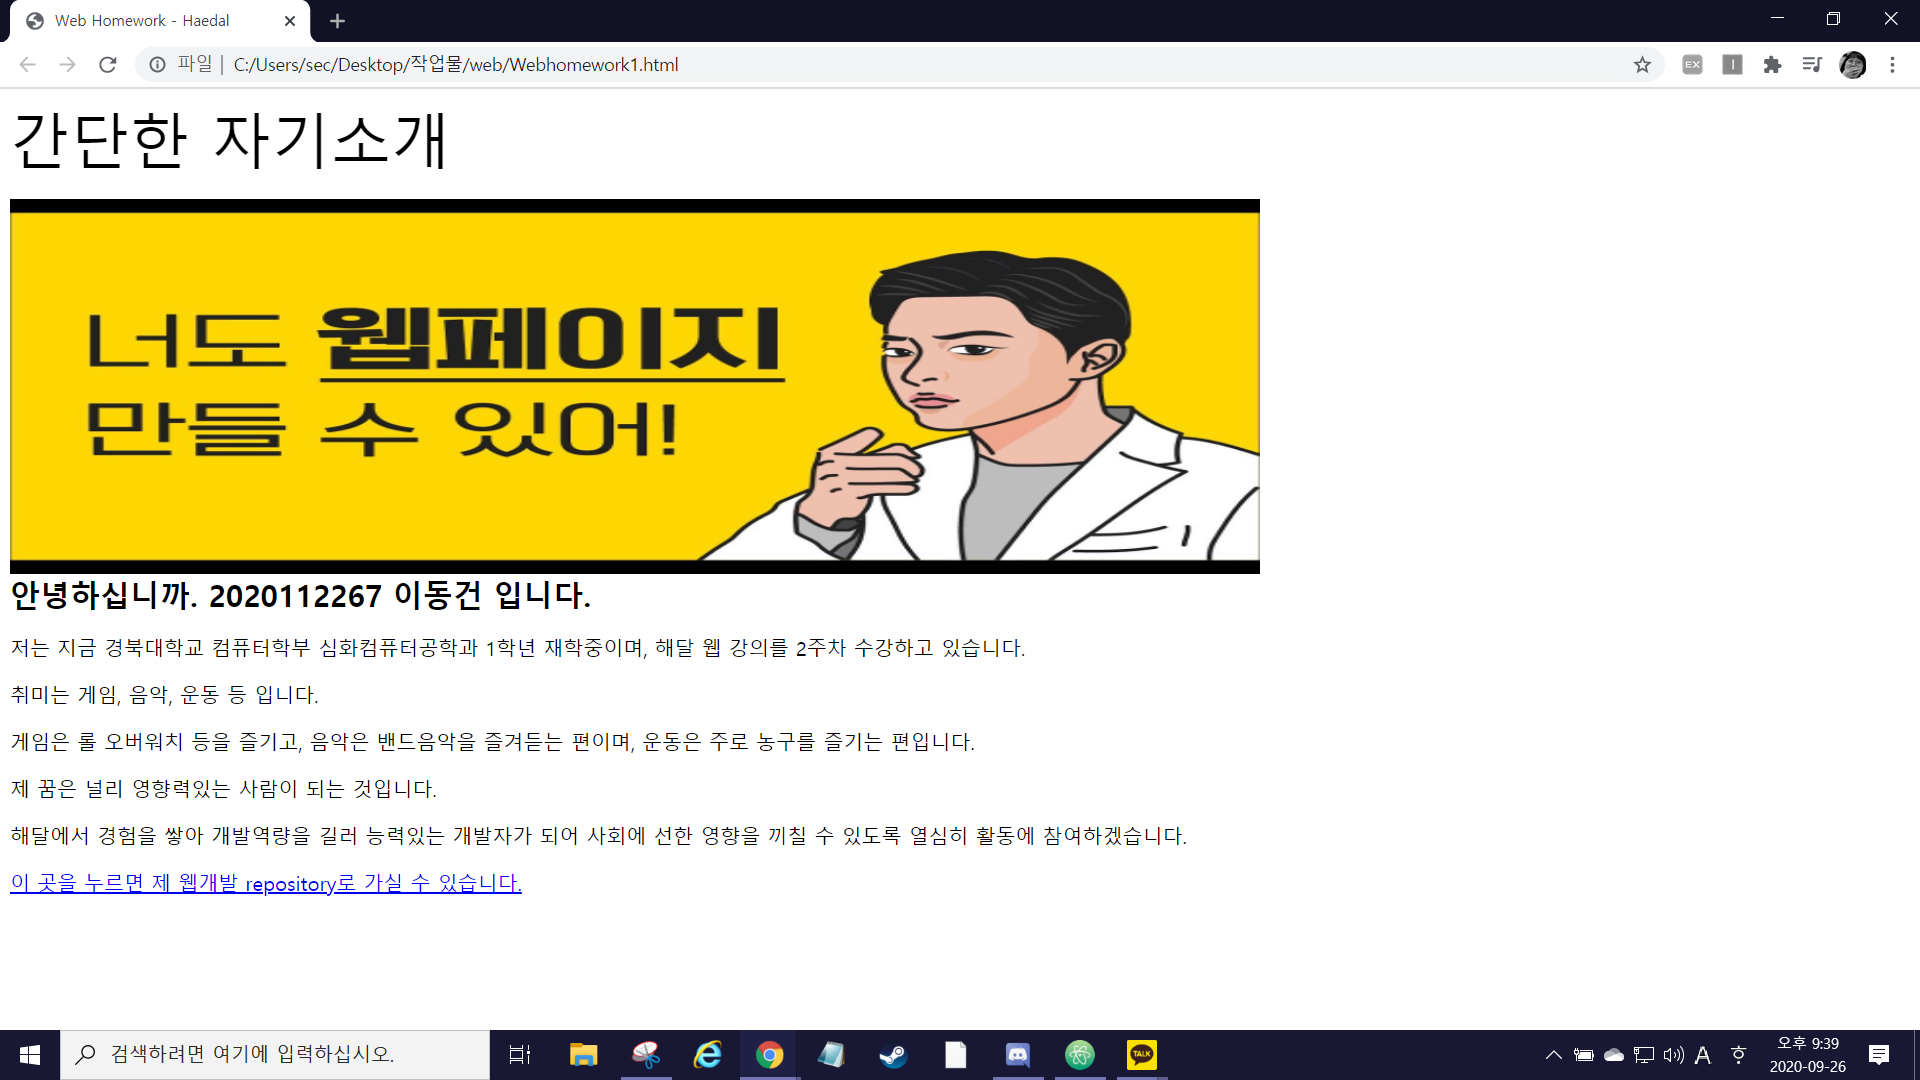 Web Homework - Haedal
파일 | C:/Users/sec/Desktop/작업물/web/Webhomework1.html
EX
간단한 자기소개
너도 웹페이지
만들 수 있어!
안녕하십니까. 2020112267 이동건 입니다.
저는 지금 경북대학교 컴퓨터학부 심화컴퓨터공학과 1학년 재학중이며, 해달 웹 강의를 2주차 수강하고 있습니다.
취미는 게임, 음악, 운동 등 입니다.
게임은 롤 오버워치 등을 즐기고, 음악은 밴드음악을 즐겨듣는 편이며, 운동은 주로 농구를 즐기는 편입니다.
제 꿈은 널리 영향력있는 사람이 되는 것입니다.
해달에서 경험을 쌓아 개발역량을 길러 능력있는 개발자가 되어 사회에 선한 영향을 끼칠 수 있도록 열심히 활동에 참여하겠습니다.
이 곳을 누르면 제 웹개발 repository로 가실 수 있습니다.
검색하려면 여기에 입력하십시오.
TALK
A
오후 9:39
2020-09-26